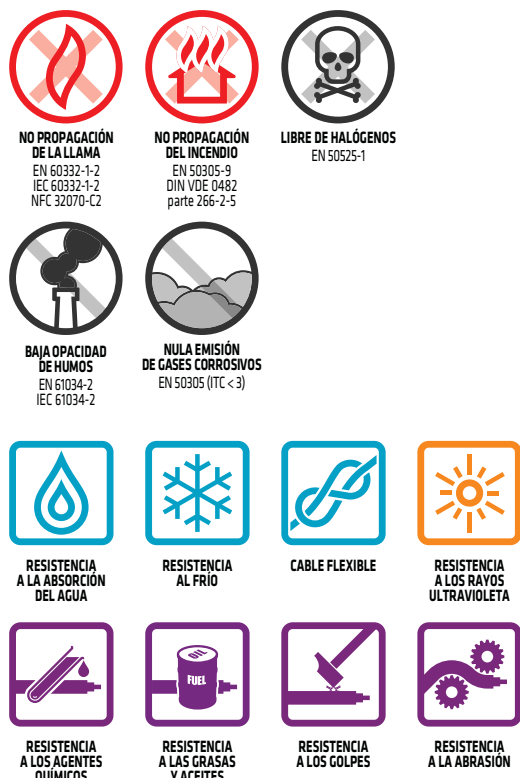 NO PROPAGACIÓN
DE LA LLAMA
EN 60332-1-2
IEC 60332-1-2
NFC 32070-C2
NO PROPAGACIÓN
DEL INCENDIO
EN 50305-9
DIN VDE 0482
parte 266-2-5
LIBRE DE HALÓGENOS
EN 50525-1
BAJA OPACIDAD
DE HUMOS
EN 61034-2
IEC 61034-2
NULA EMISIÓN
DE GASES CORROSIVOS
EN 50305 (ITC < 3)
RESISTENCIA
A LA ABSORCIÓN
DEL AGUA
RESISTENCIA
AL FRÍO
CABLE FLEXIBLE
RESISTENCIA
A LOS RAYOS
ULTRAVIOLETA
OIL
FUEL
RESISTENCIA
A LOS AGENTES
QUÍMICOS
RESISTENCIA
A LAS GRASAS
Y ACEITES
RESISTENCIA
A LOS GOLPES
RESISTENCIA
A LA ABRASIÓN